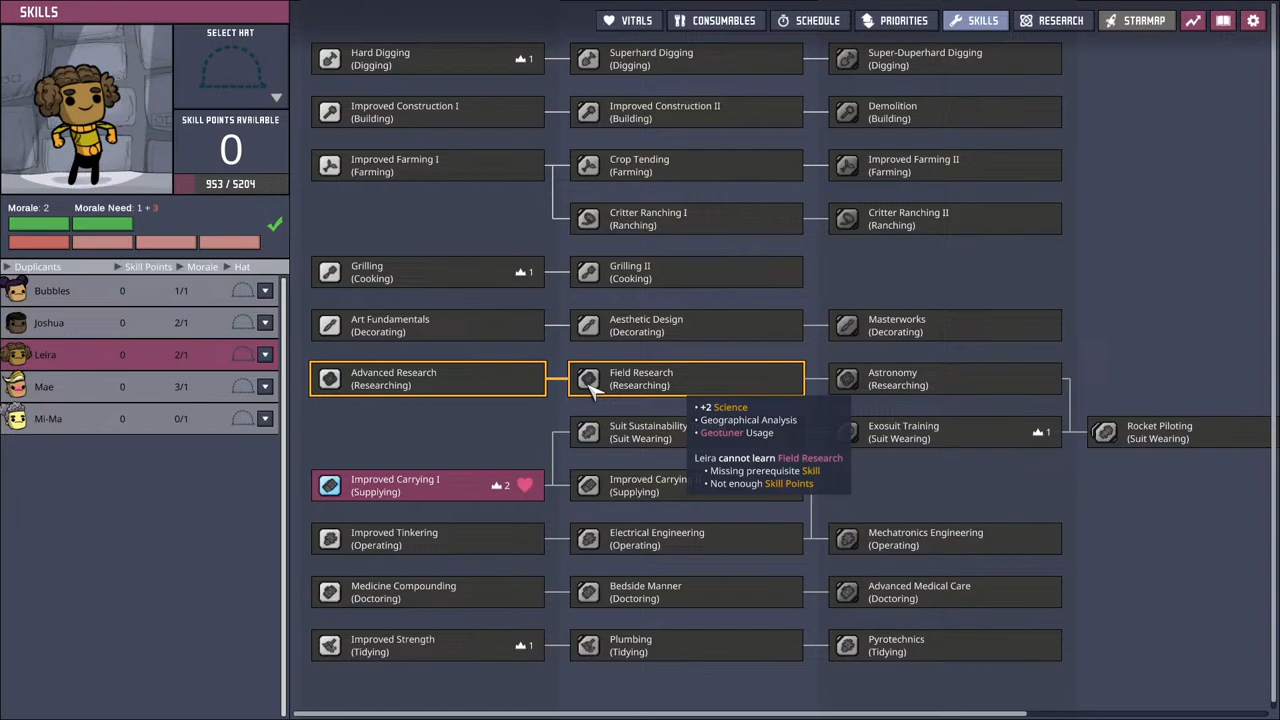 SKILLS
VITALS
CONSUMABLES
SCHEDULE
PRIORITIES
SKILLS
RESEARCH
STARMAP
SELECT HAT
SKILL POINTS AVAILABLE
0
953 / 5204
Morale: 2
Morale Need: 1 + 3
Duplicants
Skill Points
Morale
Hat
Bubbles 0 1/1
Joshua 0 2/1
Leira 0 2/1
Mae 0 3/1
Mi-Ma 0 0/1
Hard Digging
(Digging)
1
Superhard Digging
(Digging)
Super-Duperhard Digging
(Digging)
Improved Construction I
(Building)
Improved Construction II
(Building)
Demolition
(Building)
Improved Farming I
(Farming)
Crop Tending
(Farming)
Improved Farming II
(Farming)
Critter Ranching I
(Ranching)
Critter Ranching II
(Ranching)
Grilling
(Cooking)
1
Grilling II
(Cooking)
Art Fundamentals
(Decorating)
Aesthetic Design
(Decorating)
Masterworks
(Decorating)
Advanced Research
(Researching)
Field Research
(Researching)
Astronomy
(Researching)
+2 Science
Geographical Analysis
Geotuner Usage
Leira cannot learn Field Research
Missing prerequisite Skill
Not enough Skill Points
Suit Sustainability
(Suit Wearing)
Exosuit Training
(Suit Wearing)
1
Rocket Piloting
(Suit Wearing)
Improved Carrying I
(Supplying)
2
Improved Carrying
(Supplying)
Improved Tinkering
(Operating)
Electrical Engineering
(Operating)
Mechatronics Engineering
(Operating)
Medicine Compounding
(Doctoring)
Bedside Manner
(Doctoring)
Advanced Medical Care
(Doctoring)
Improved Strength
(Tidying)
1
Plumbing
(Tidying)
Pyrotechnics
(Tidying)